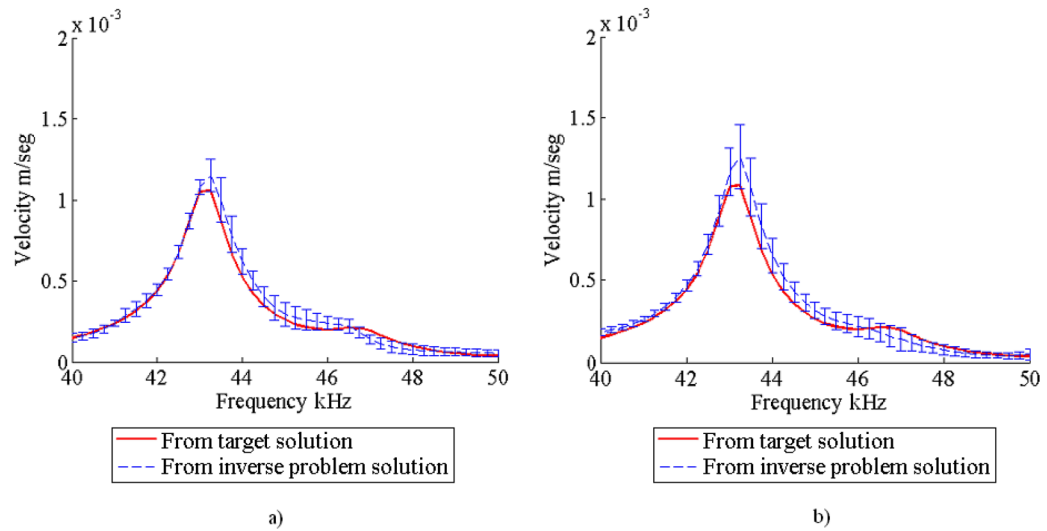 x 10⁻³
2
1.5
1
0.5
0
Velocity m/seg
40 42 44 46 48 50
Frequency kHz
From target solution
From inverse problem solution
a)
x 10⁻³
2
1.5
1
0.5
0
Velocity m/seg
40 42 44 46 48 50
Frequency kHz
From target solution
From inverse problem solution
b)